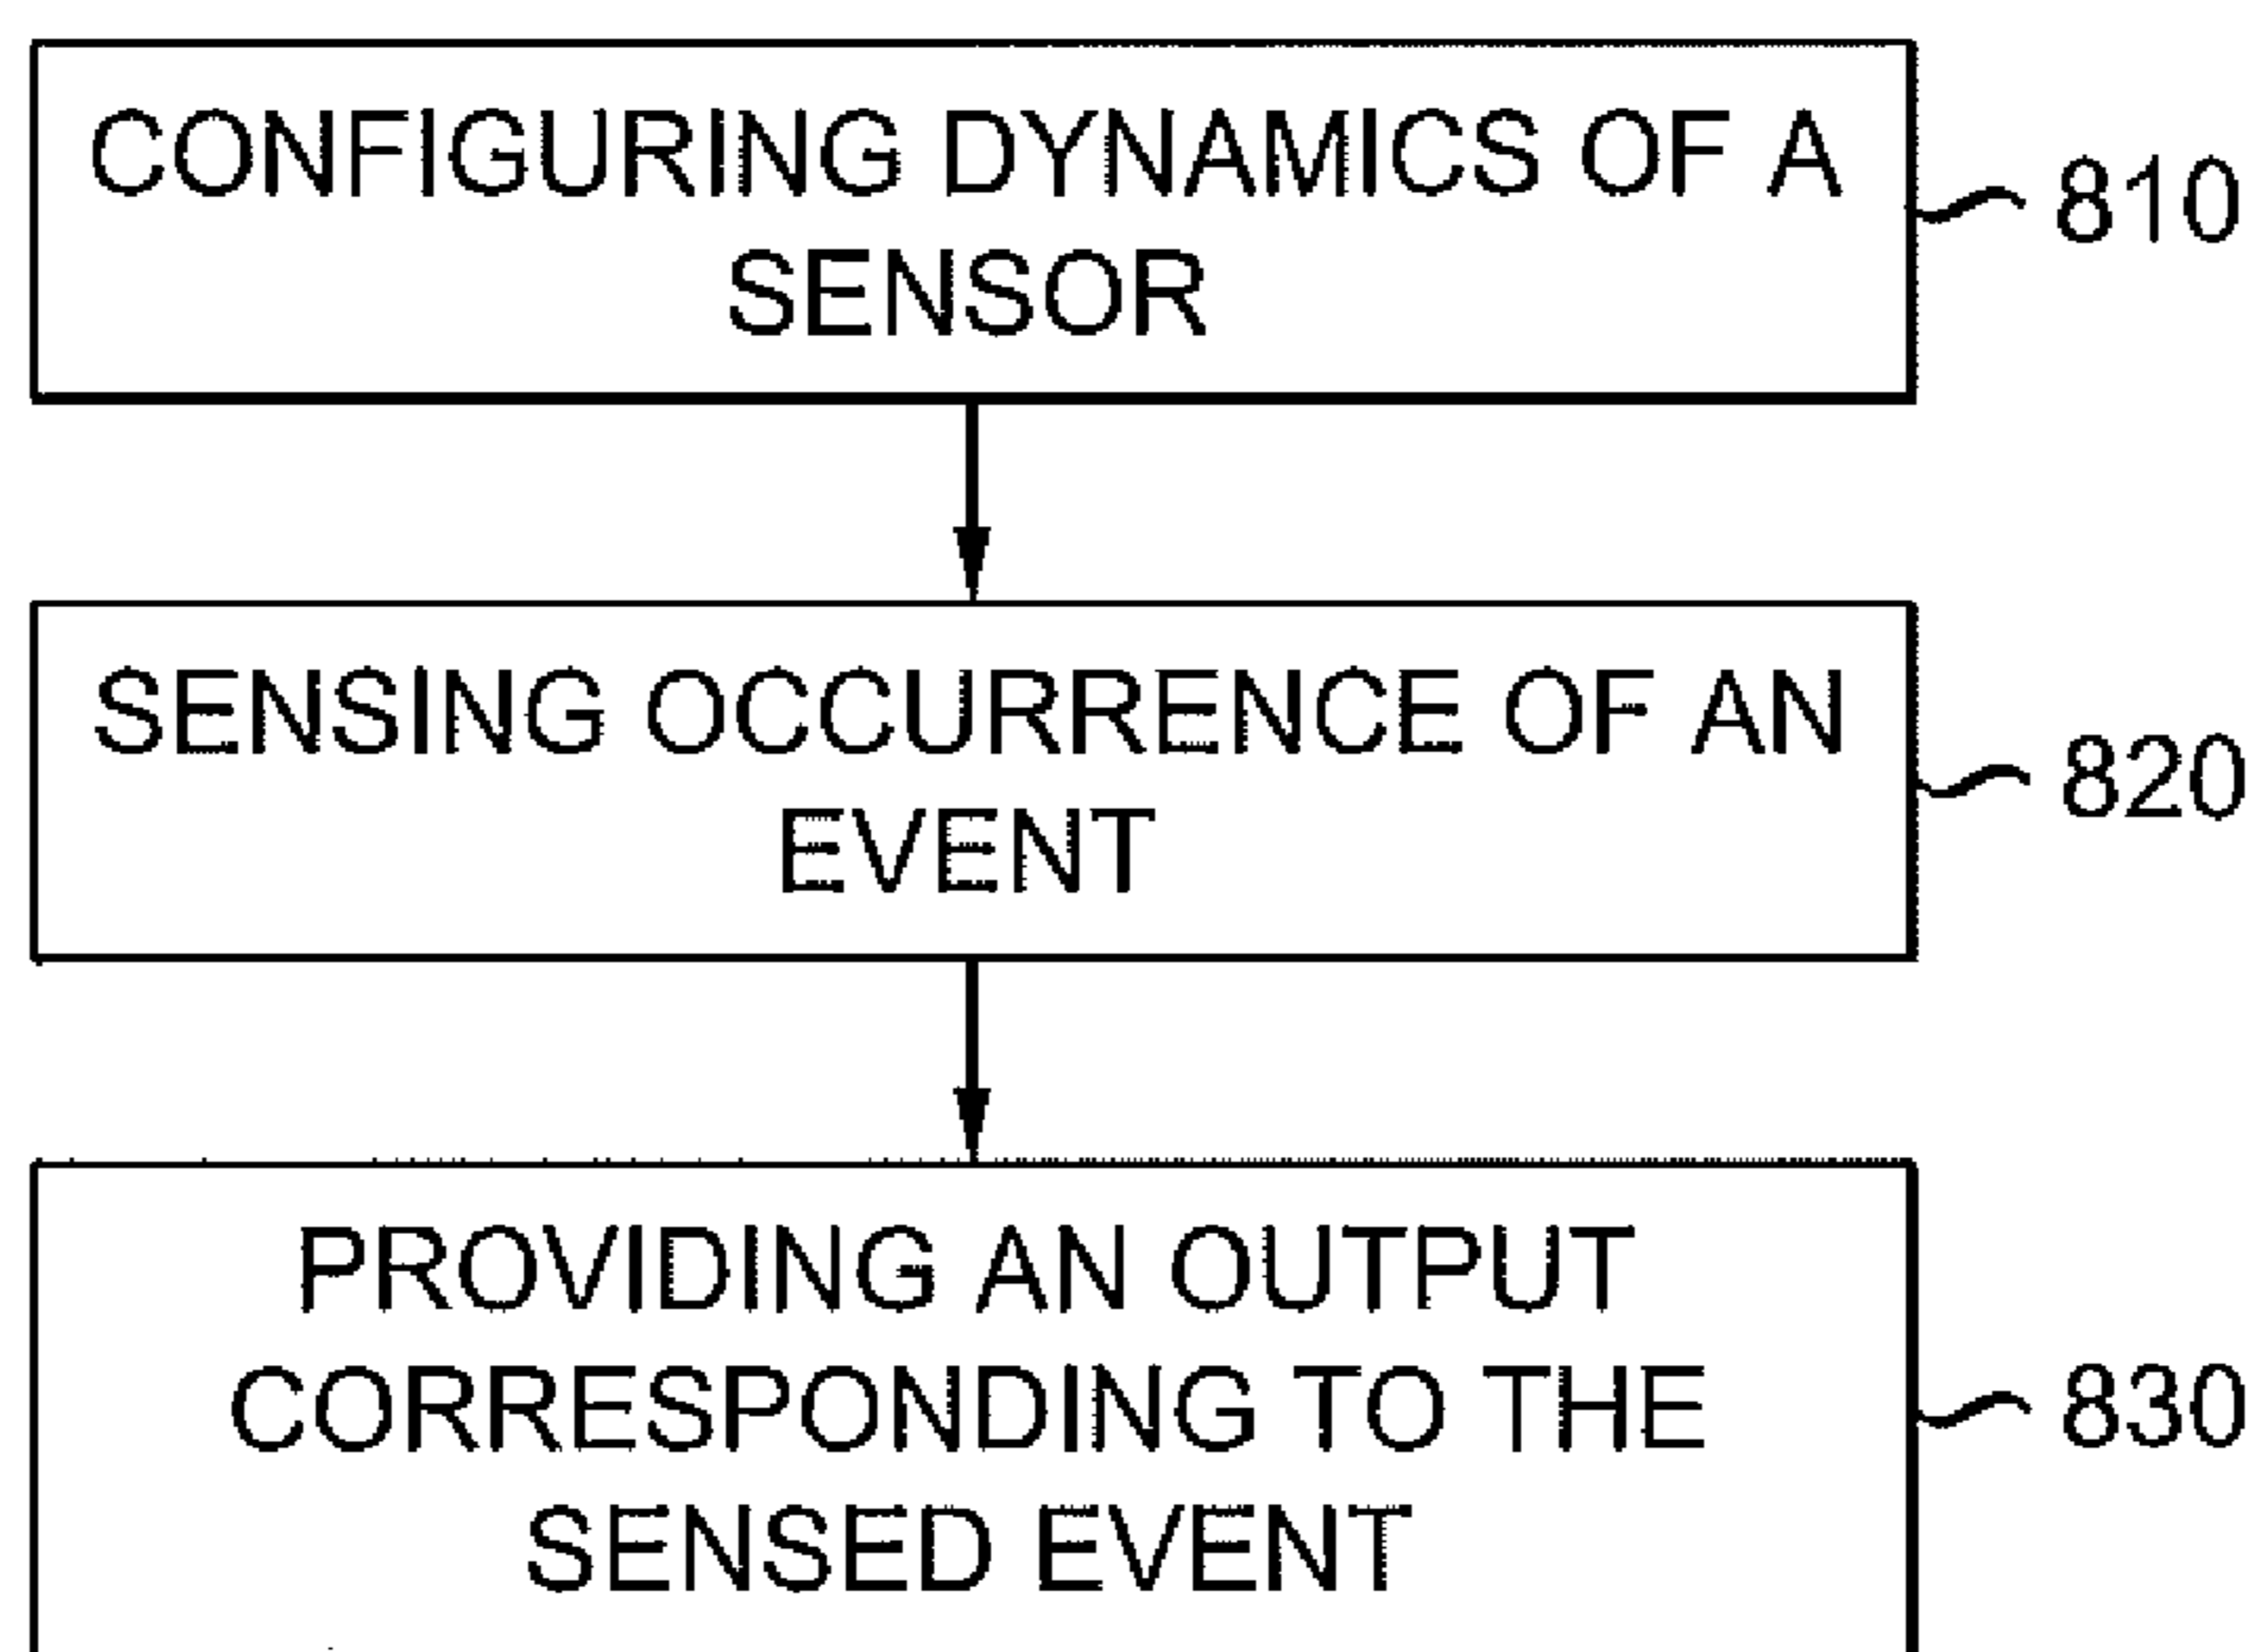 CONFIGURING DYNAMICS OF A
SENSOR
810
SENSING OCCURRENCE OF AN
EVENT
820
PROVIDING AN OUTPUT
CORRESPONDING TO THE
SENSED EVENT
830